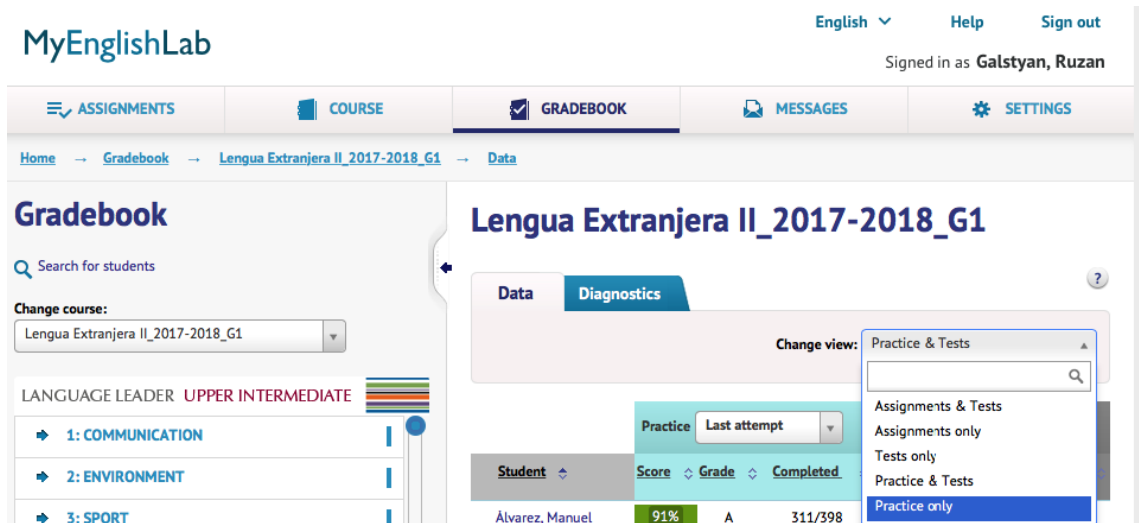 MyEnglishLab
English Help Sign out
Signed in as Galstyan, Ruzan
ASSIGNMENTS COURSE GRADEBOOK MESSAGES SETTINGS
Home → Gradebook → Lengua Extranjera II_2017-2018_G1 → Data
Gradebook
Search for students
Change course:
Lengua Extranjera II_2017-2018_G1
LANGUAGE LEADER UPPER INTERMEDIATE
1: COMMUNICATION
2: ENVIRONMENT
3: SPORT
Lengua Extranjera II_2017-2018_G1
?
Data Diagnostics
Change view: Practice & Tests
Assignments & Tests
Assignments only
Tests only
Practice & Tests
Practice only
Practice Last attempt
Student Score Grade Completed
Álvarez, Manuel 91% A 311/398